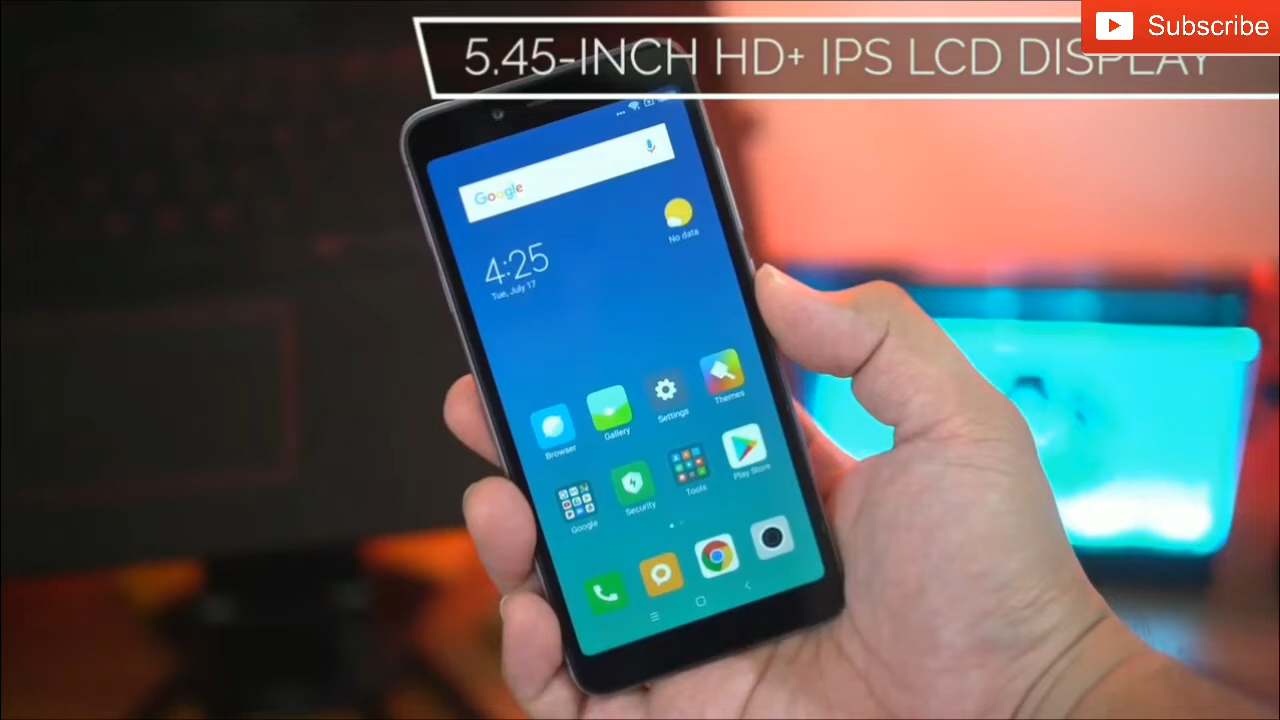 Subscribe
5.45-INCH HD+ IPS LCD DISPLAY
Google
No data
4:25
Tue, July 17
Browser
Gallery
Settings
Themes
Google
Security
Tools
Play Store